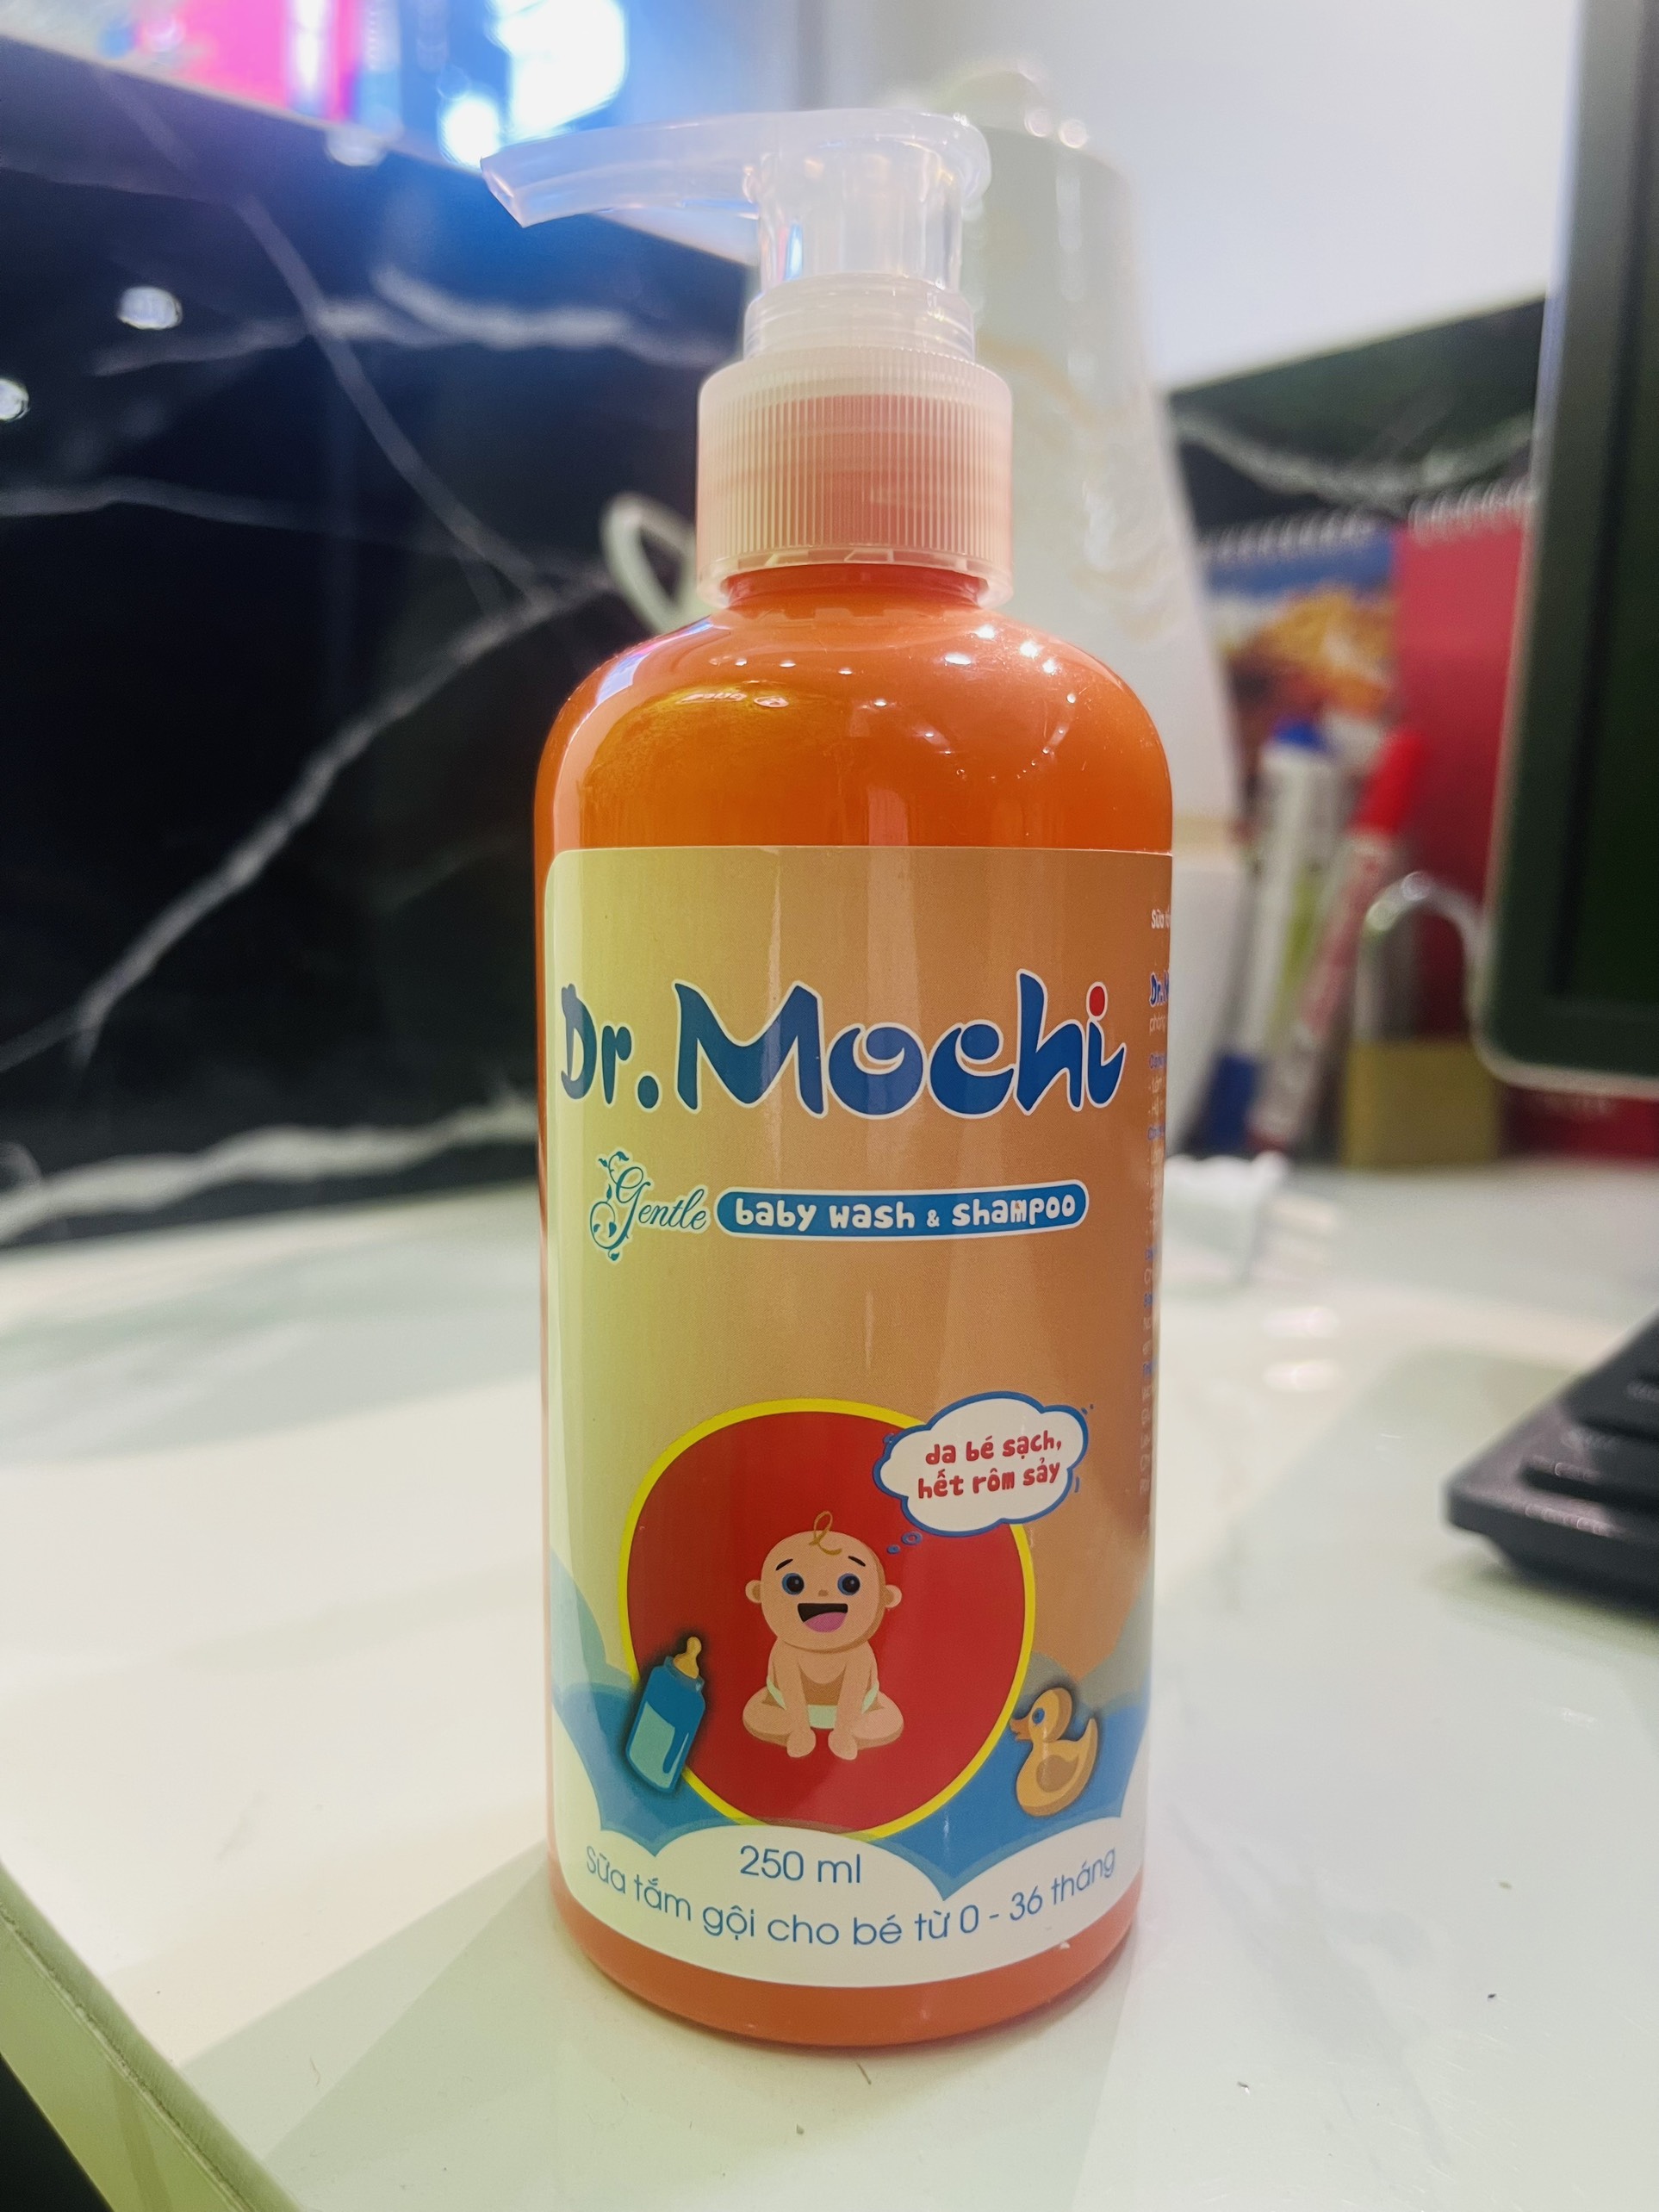 Dr. Mochi
Gentle baby wash & shampoo
da bé sạch,
hết rôm sảy
250 ml
Sữa tắm gội cho bé từ 0 - 36 tháng
Sữa